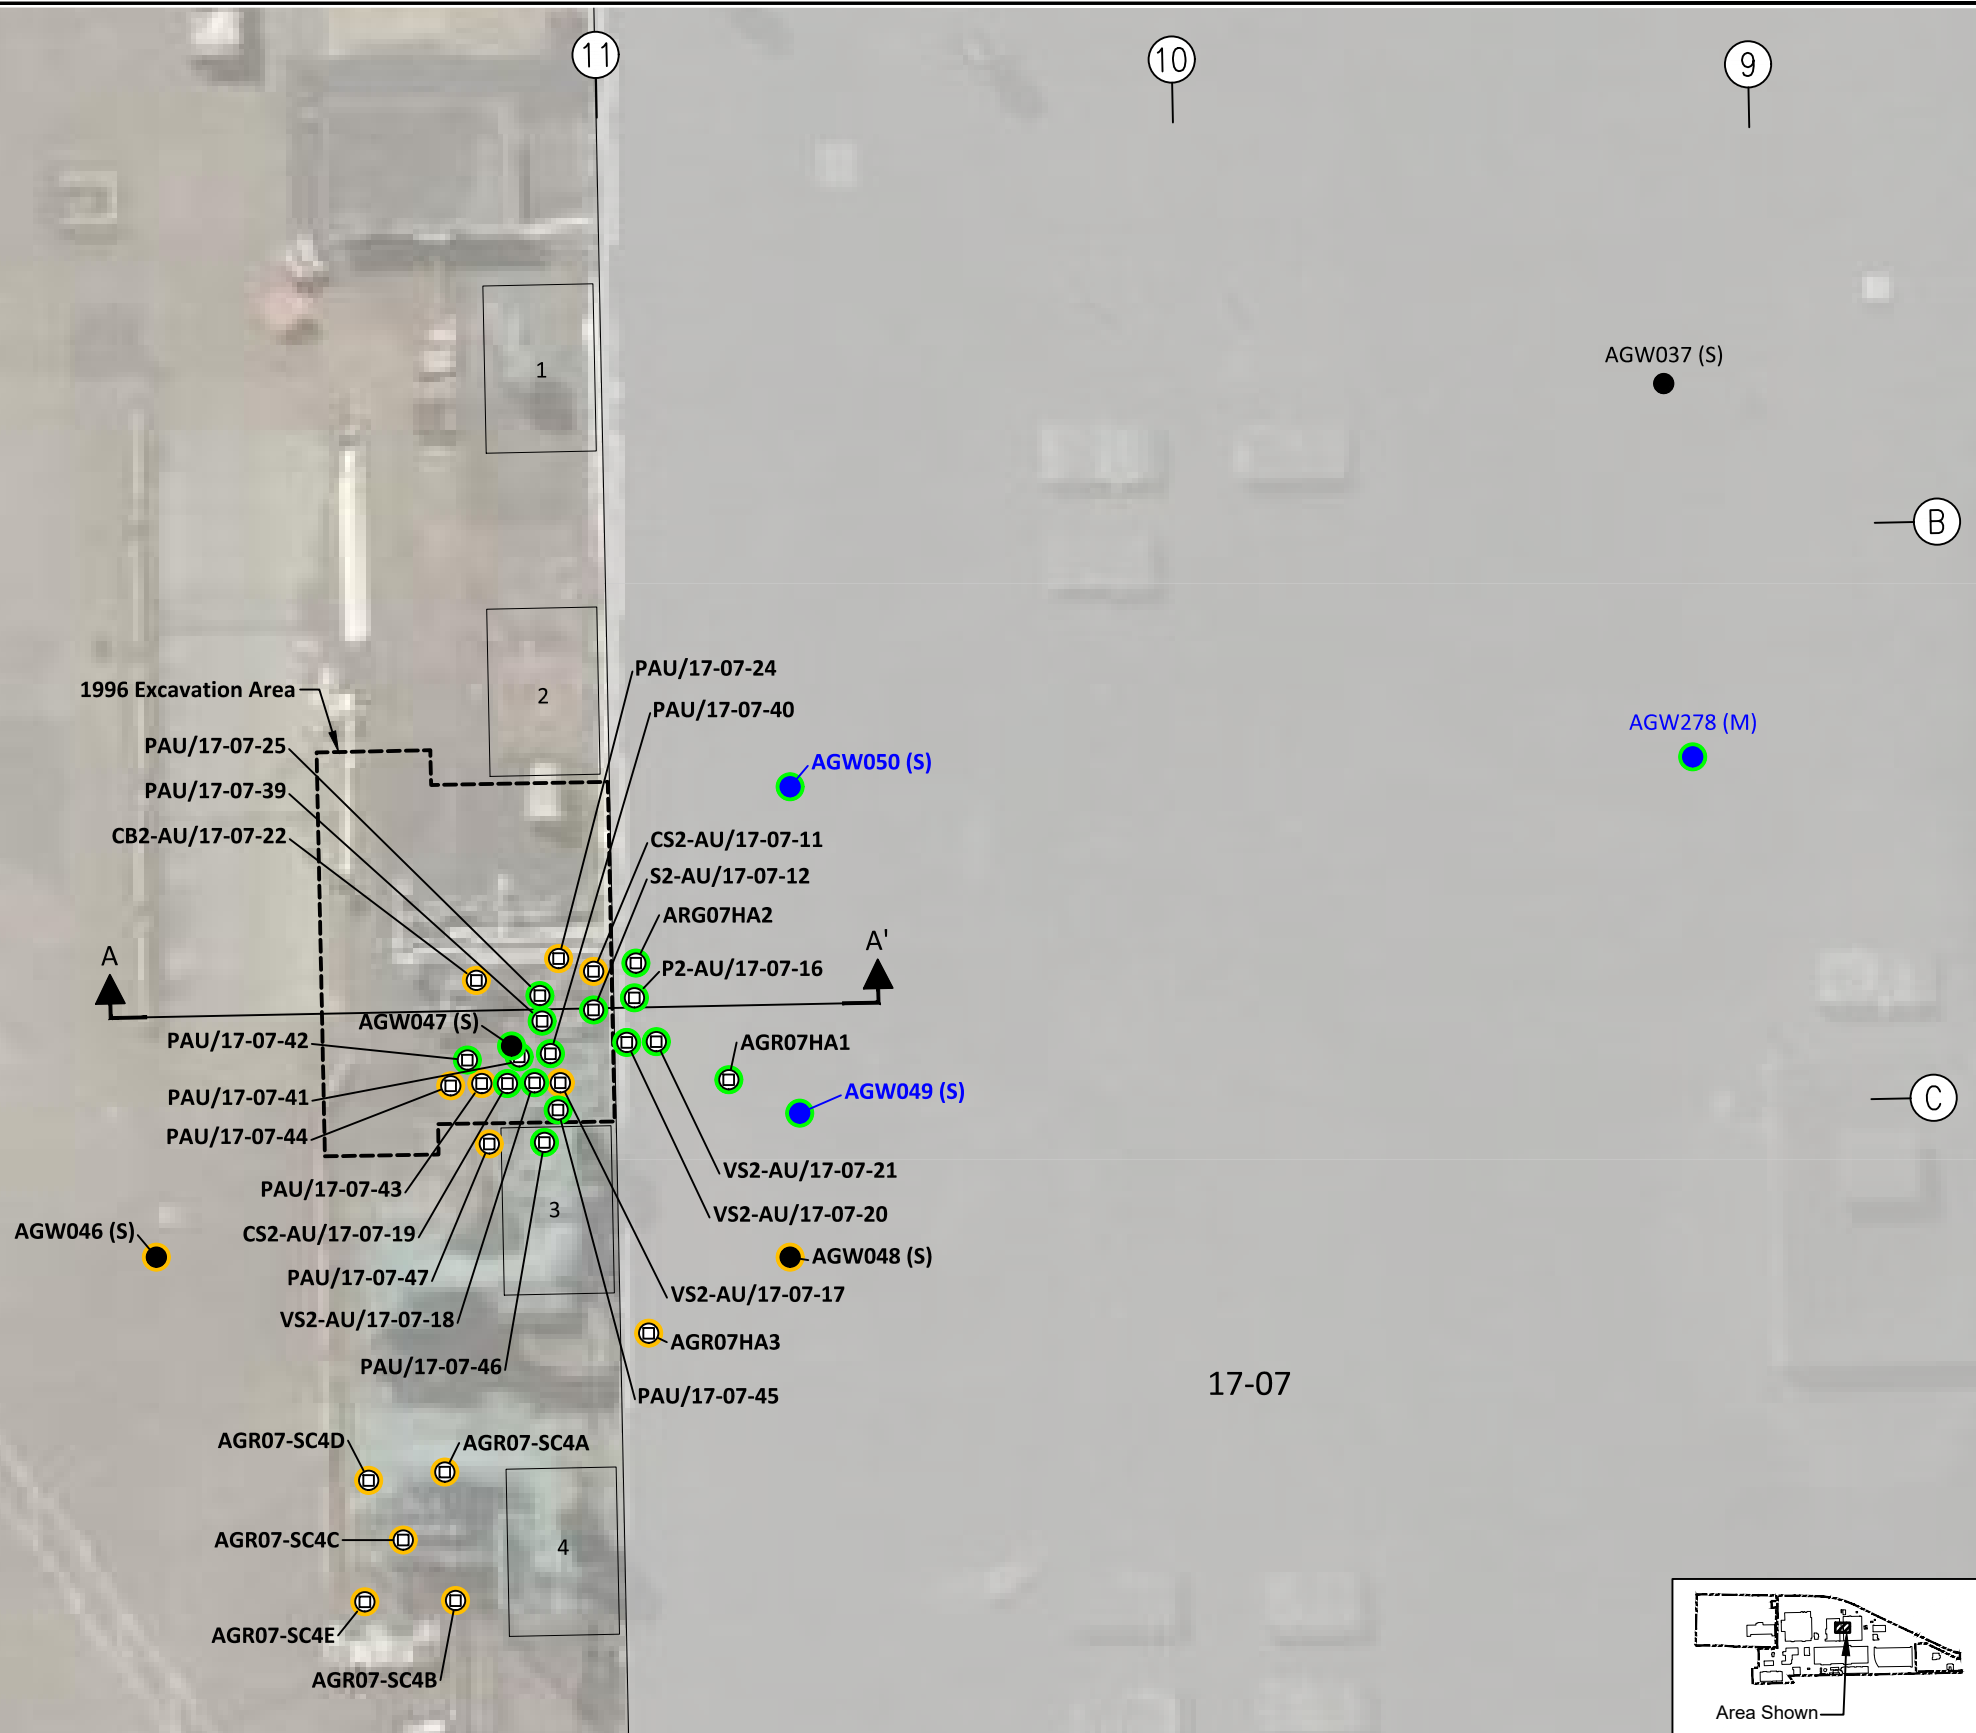 11
10
9
AGW037 (S)
1
B
PAU/17-07-24
1996 Excavation Area
2
PAU/17-07-40
AGW278 (M)
PAU/17-07-25
AGW050 (S)
PAU/17-07-39
CB2-AU/17-07-22
CS2-AU/17-07-11
S2-AU/17-07-12
ARG07HA2
A
A'
P2-AU/17-07-16
AGW047 (S)
PAU/17-07-42
AGR07HA1
AGW049 (S)
PAU/17-07-41
C
PAU/17-07-44
VS2-AU/17-07-21
PAU/17-07-43
3
VS2-AU/17-07-20
AGW046 (S)
CS2-AU/17-07-19
AGW048 (S)
PAU/17-07-47
VS2-AU/17-07-17
VS2-AU/17-07-18
AGR07HA3
PAU/17-07-46
17-07
PAU/17-07-45
AGR07-SC4D
AGR07-SC4A
AGR07-SC4C
4
AGR07-SC4E
AGR07-SC4B
Area Shown